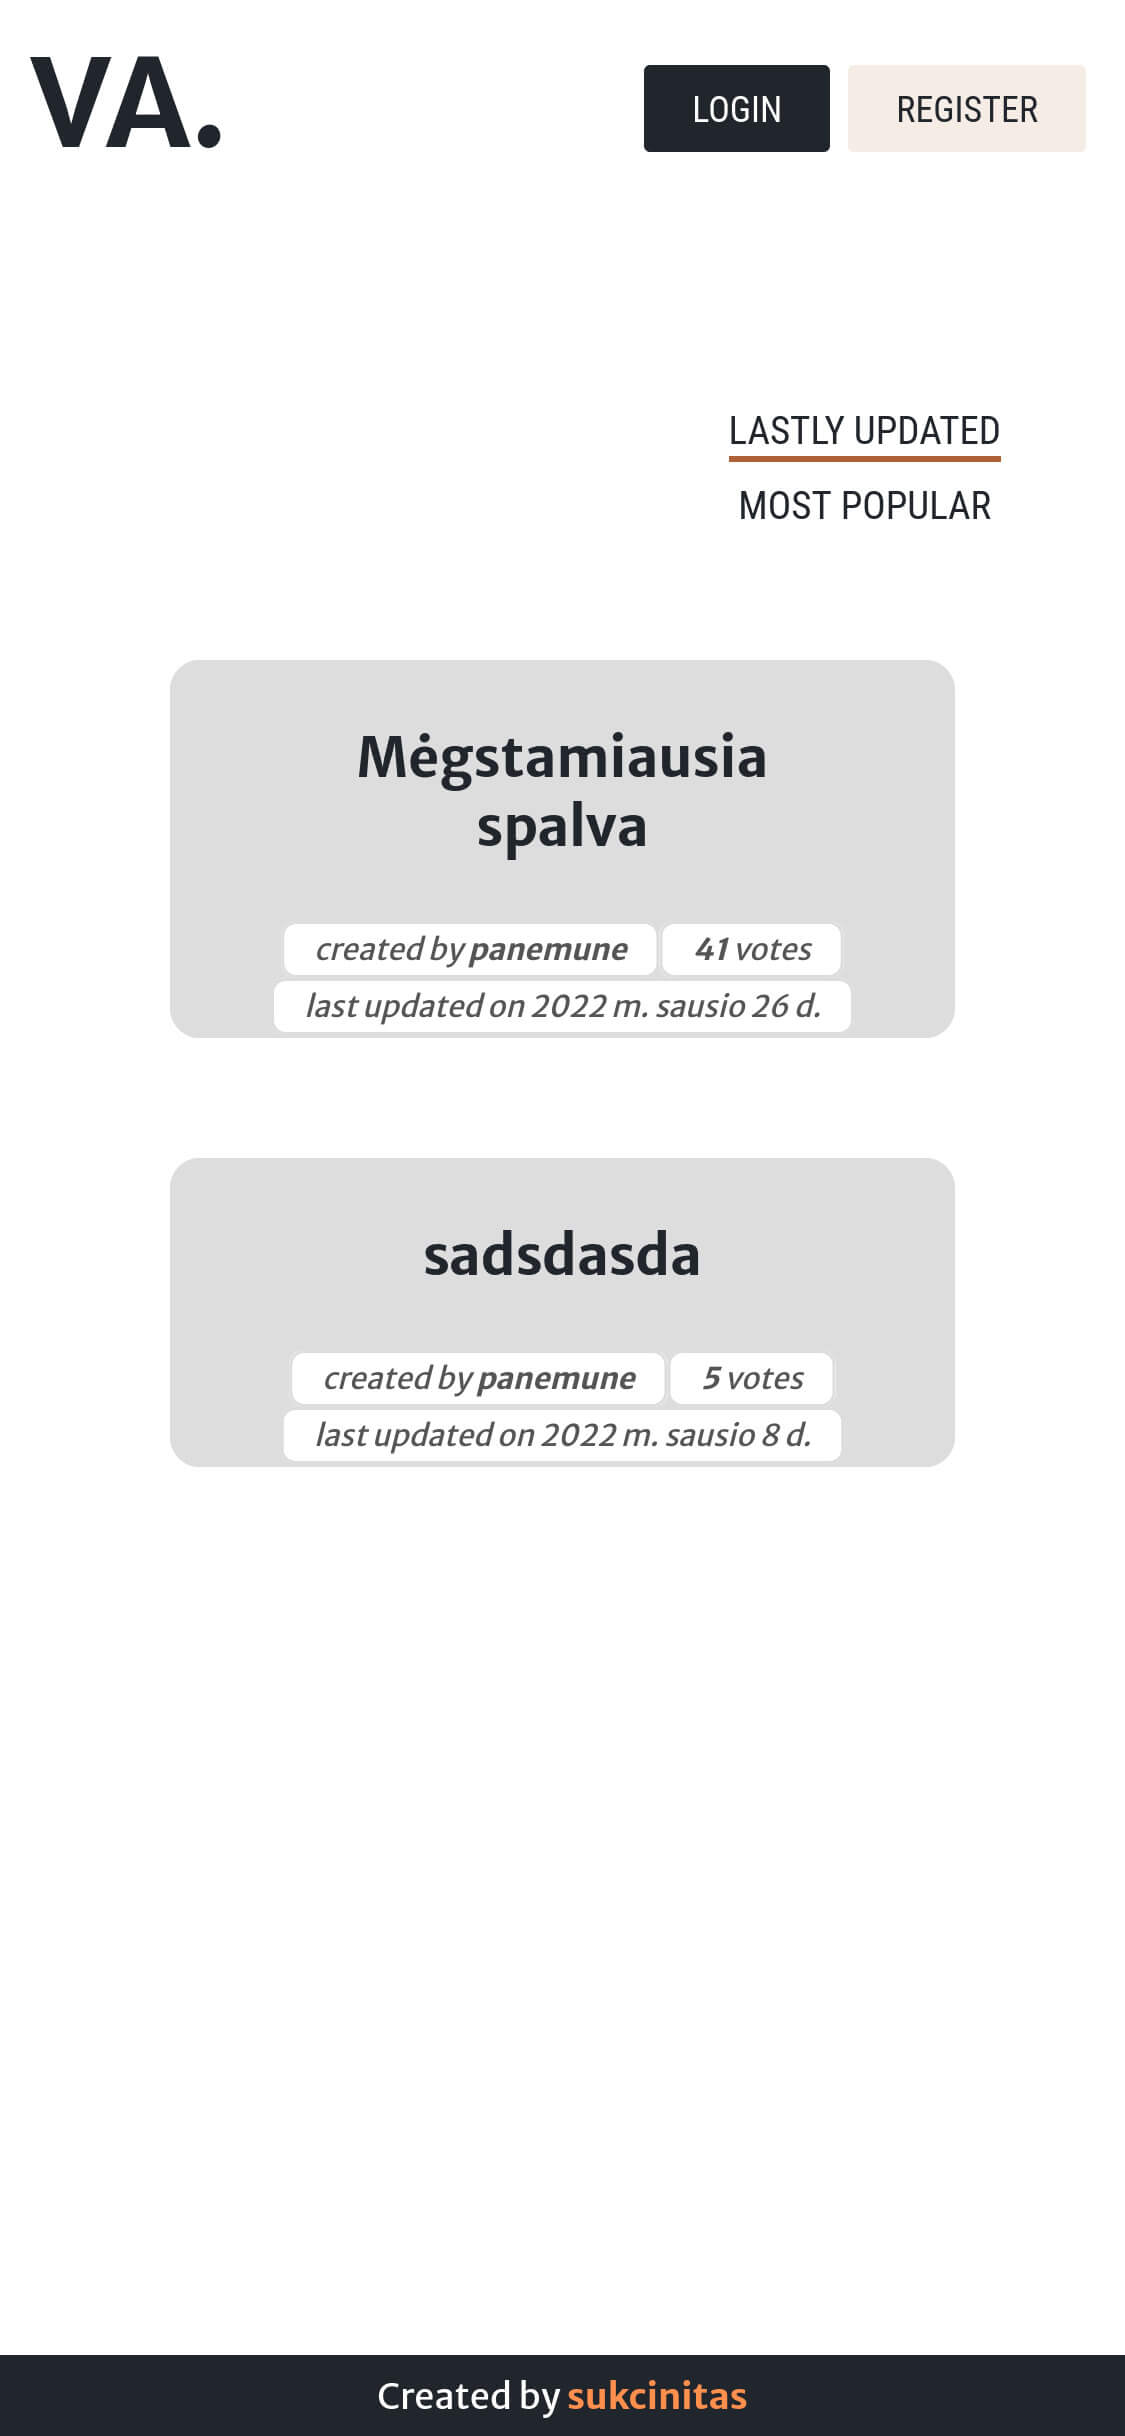 VA.
LOGIN REGISTER
LASTLY UPDATED
MOST POPULAR
Mėgstamiausia
spalva
created by panemune 41 votes
last updated on 2022 m. sausio 26 d.
sadsdasda
created by panemune 5 votes
last updated on 2022 m. sausio 8 d.
Created by sukcinitas